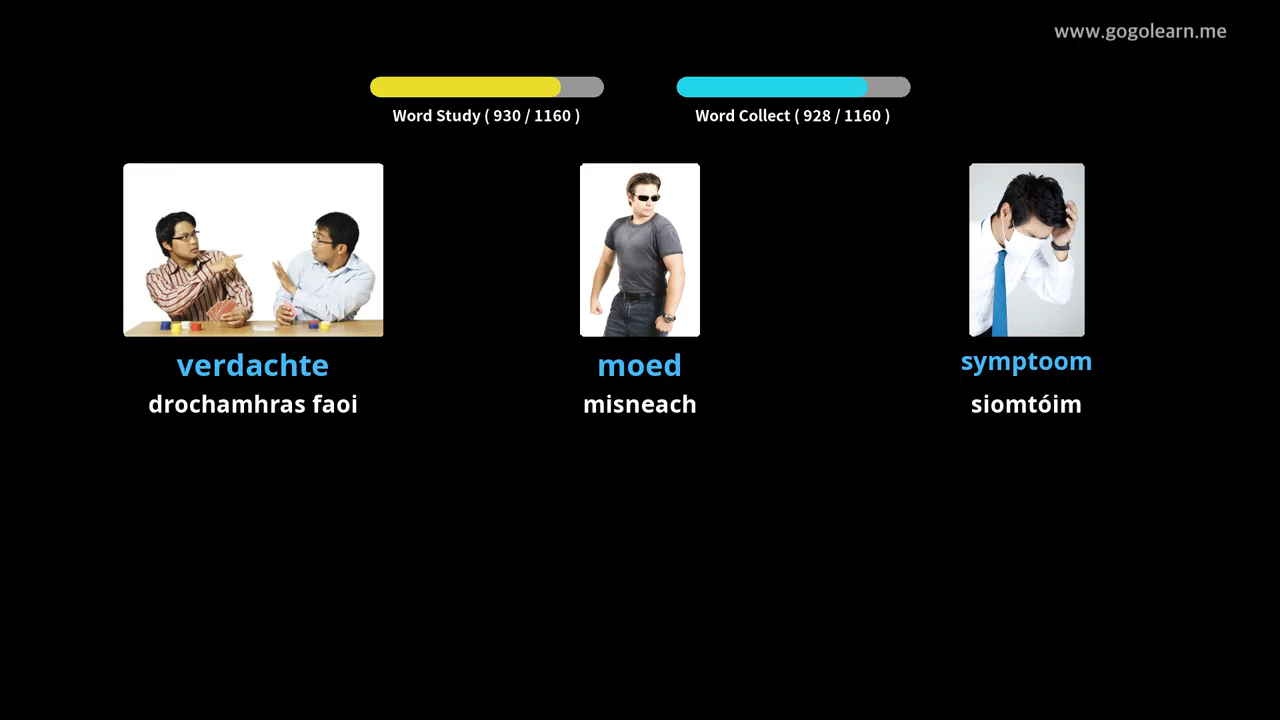 www.gogolearn.me
Word Study ( 930 / 1160 )
Word Collect ( 928 / 1160 )
verdachte
drochamhras faoi
moed
misneach
symptoom
siomtóim